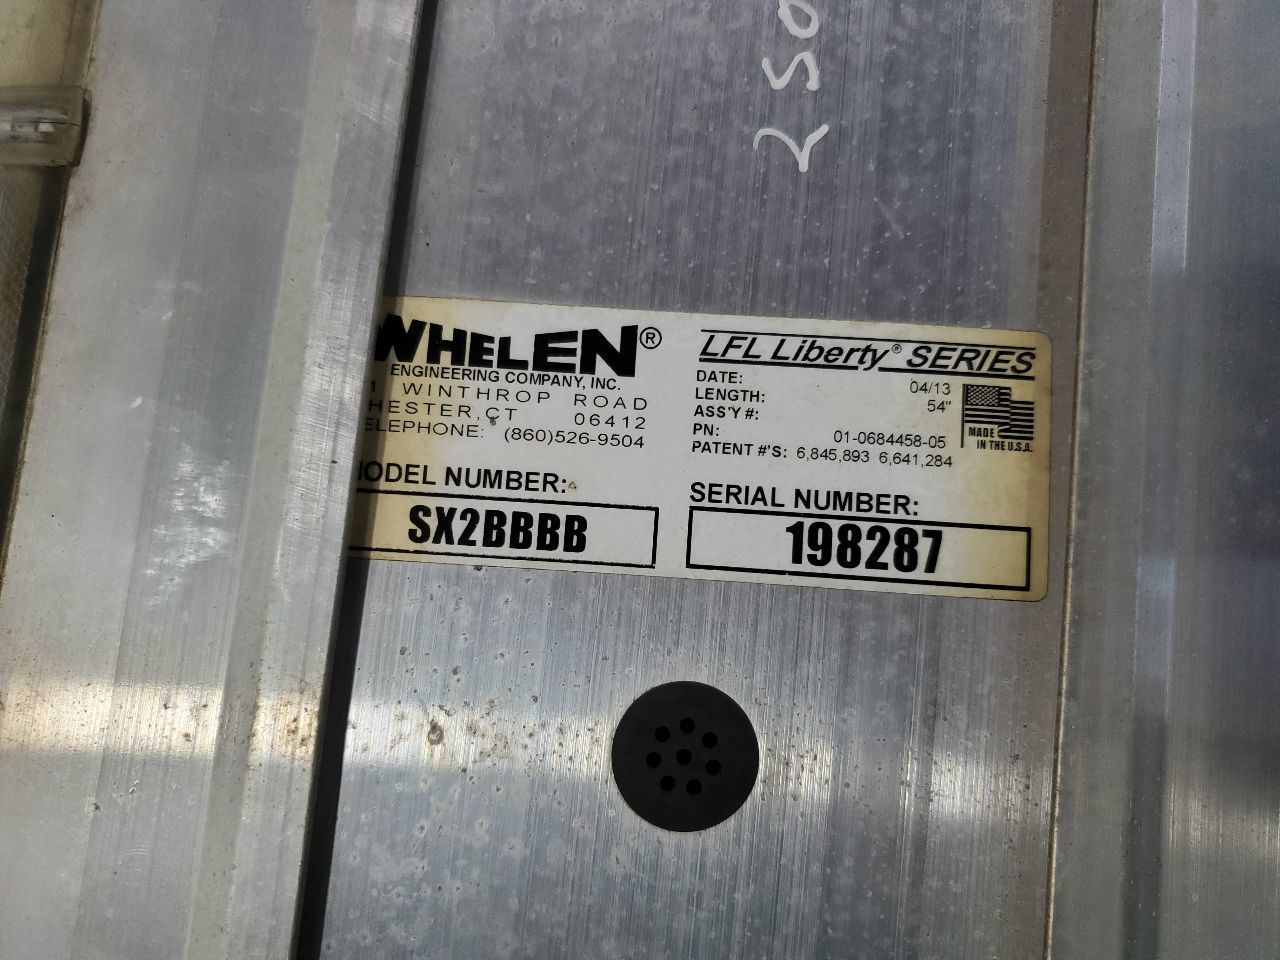 2 SO
WHELEN®
ENGINEERING COMPANY, INC.
WINTHROP ROAD
HESTER, CT 06412
ELEPHONE: (860)526-9504
ODEL NUMBER:
SX2BBBB
LFL Liberty® SERIES
DATE: 04/13
LENGTH: 54"
ASS'Y #:
PN: 01-0684458-05
PATENT #'S: 6,845,893 6,641,284
MADE
IN THE U.S.A.
SERIAL NUMBER:
198287